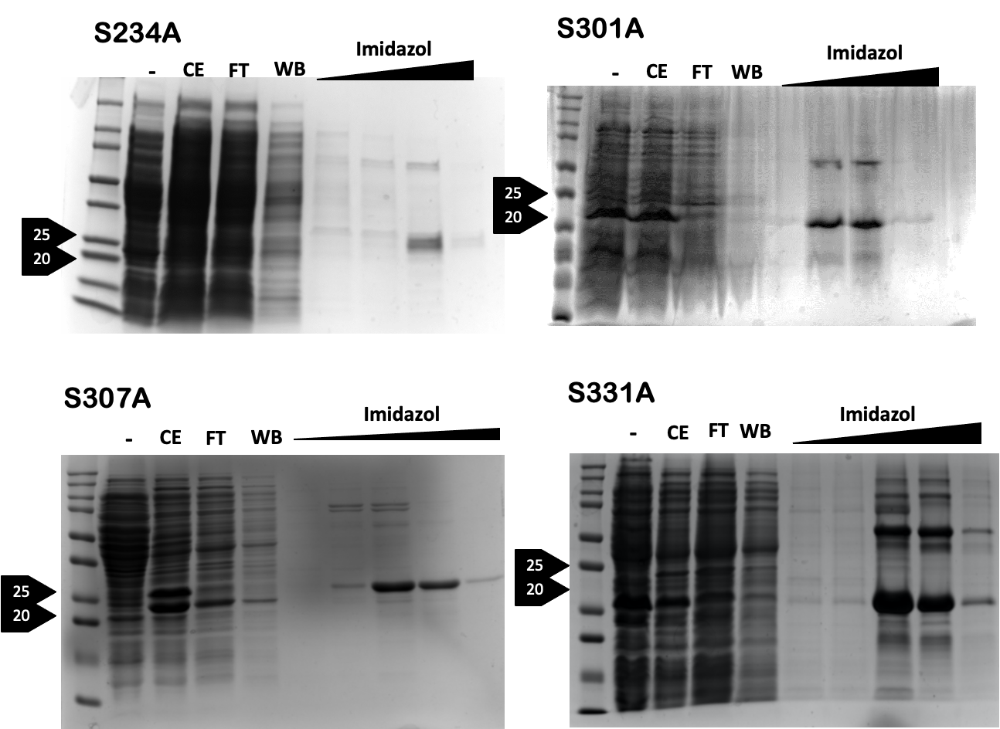 S234A
Imidazol
- CE FT WB
25
20
S301A
Imidazol
- CE FT WB
25
20
S307A
Imidazol
- CE FT WB
25
20
S331A
Imidazol
- CE FT WB
25
20